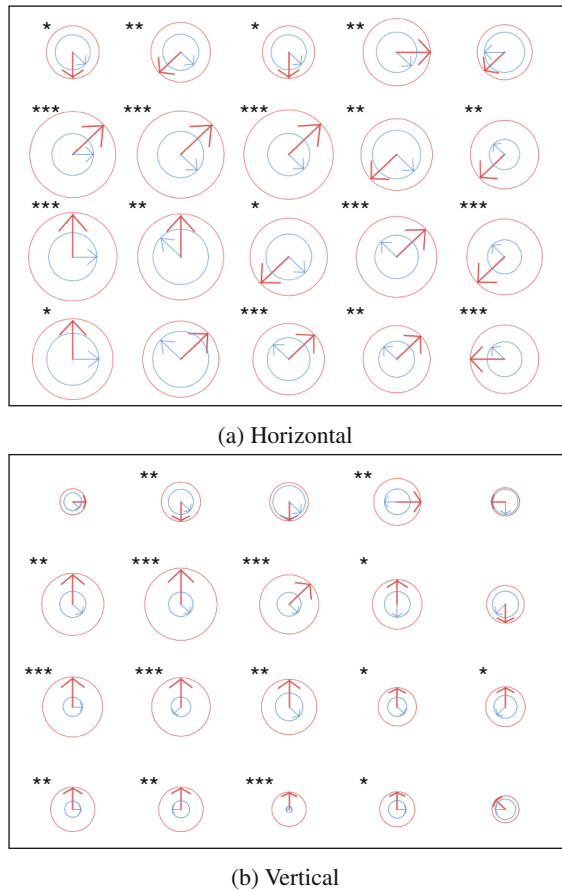 * ** * **
*** *** *** ** **
*** ** * *** ***
* *** ** ***
(a) Horizontal
** **
** *** *** *
*** *** ** * *
** ** *** *
(b) Vertical